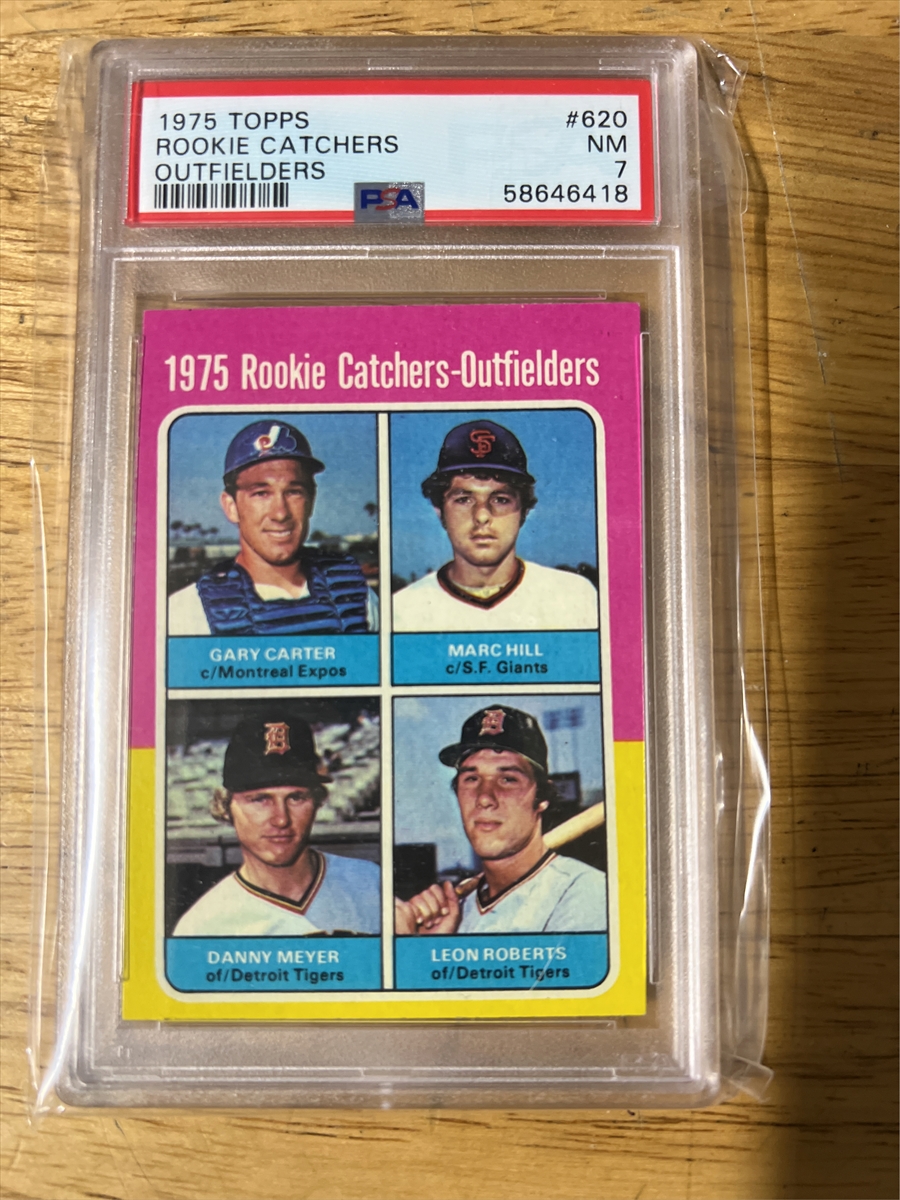 1975 TOPPS #620
ROOKIE CATCHERS NM
OUTFIELDERS 7
PSA 58646418
1975 Rookie Catchers-Outfielders
SF
GARY CARTER
c/Montreal Expos
MARC HILL
c/S.F. Giants
D
D
DANNY MEYER
of/Detroit Tigers
LEON ROBERTS
of/Detroit Tigers